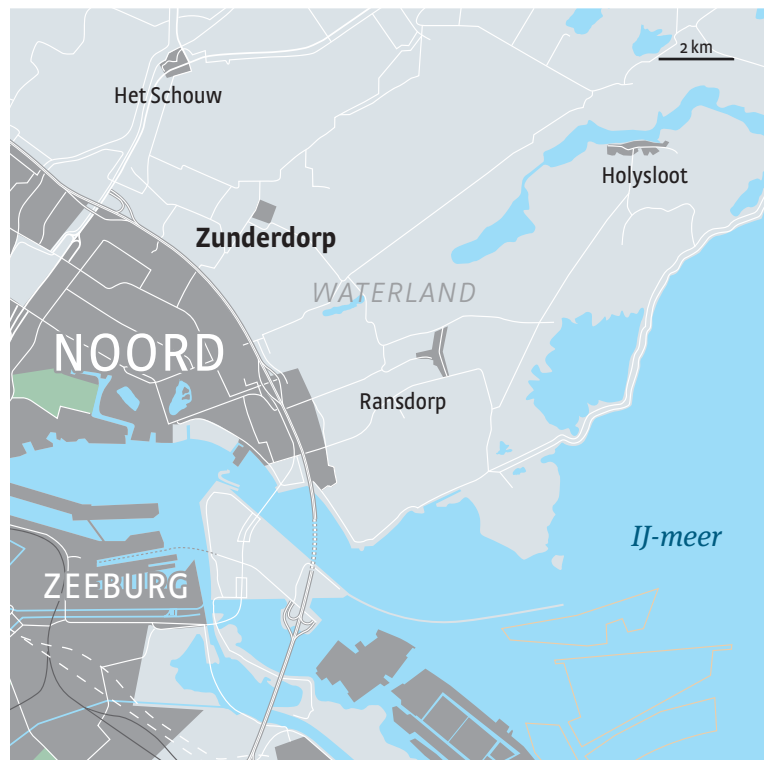 2 km
Het Schouw
Holysloot
Zunderdorp
WATERLAND
NOORD
Ransdorp
IJ-meer
ZEEBURG